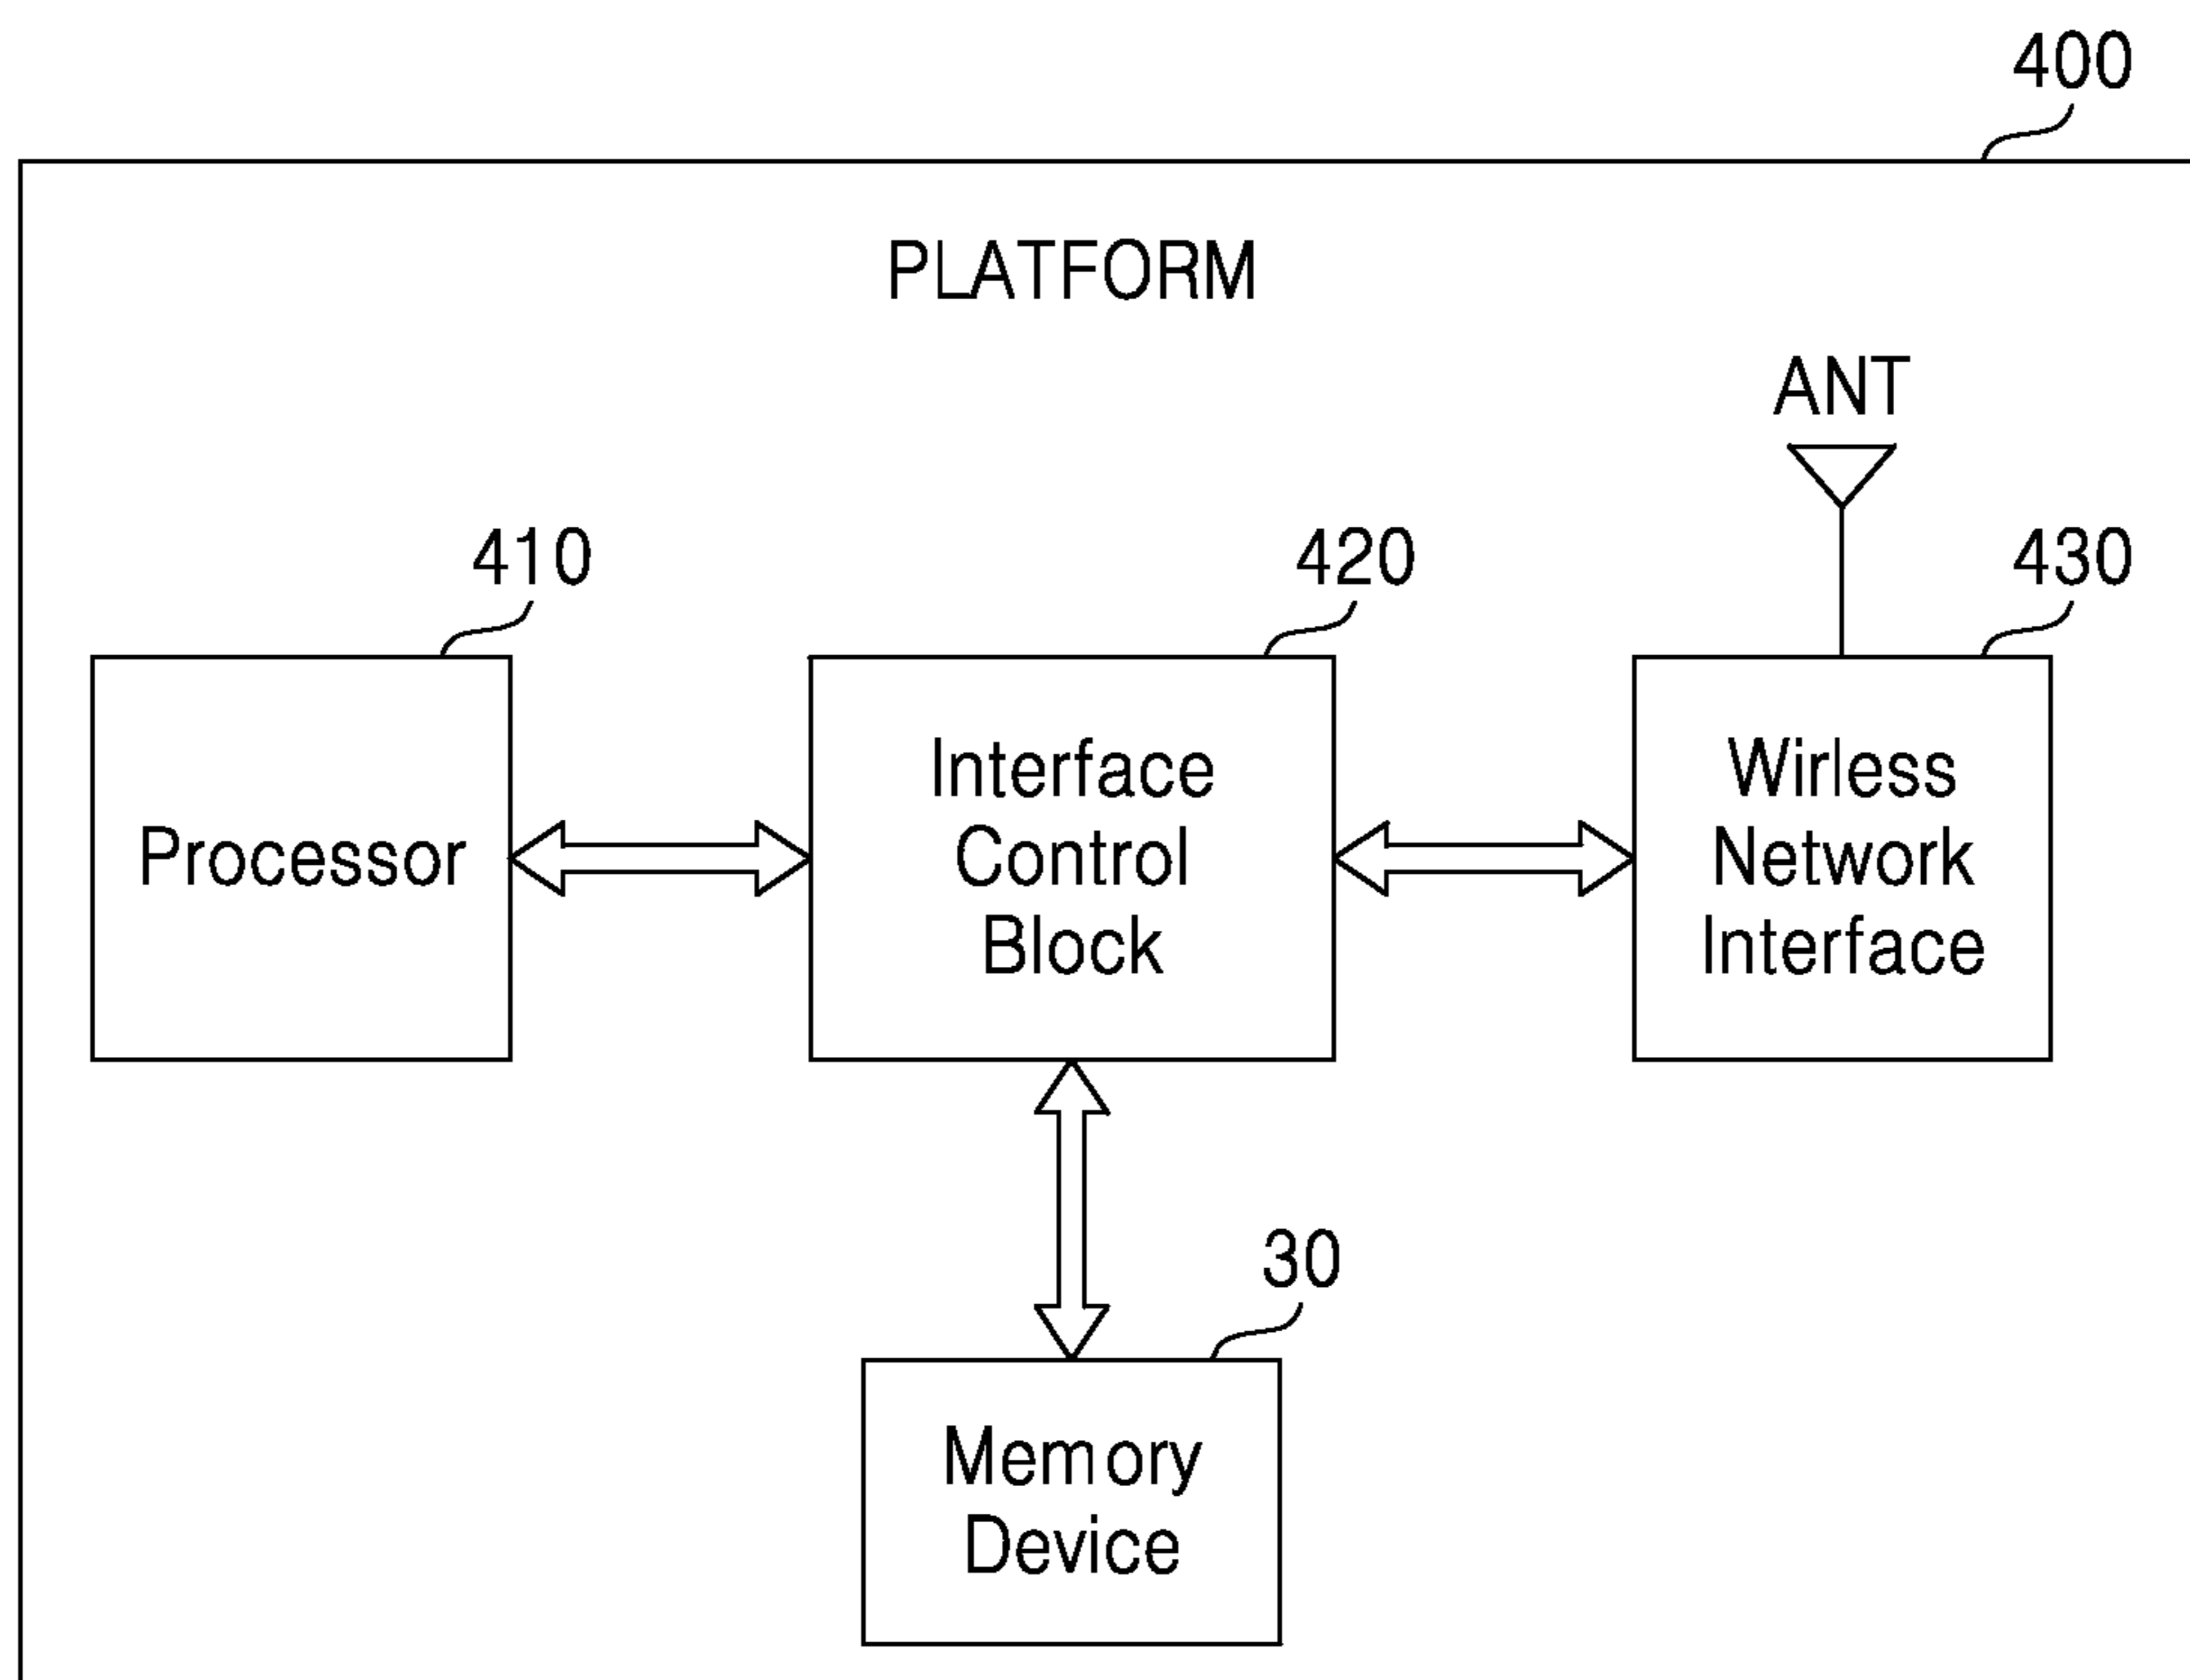 400
PLATFORM
ANT
410
420
430
Processor
Interface
Control
Block
Wirless
Network
Interface
30
Memory
Device